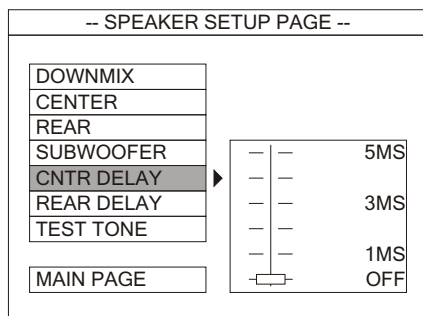 -- SPEAKER SETUP PAGE --
DOWNMIX
CENTER
REAR
SUBWOOFER
CNTR DELAY
REAR DELAY
TEST TONE
MAIN PAGE
5MS
3MS
1MS
OFF